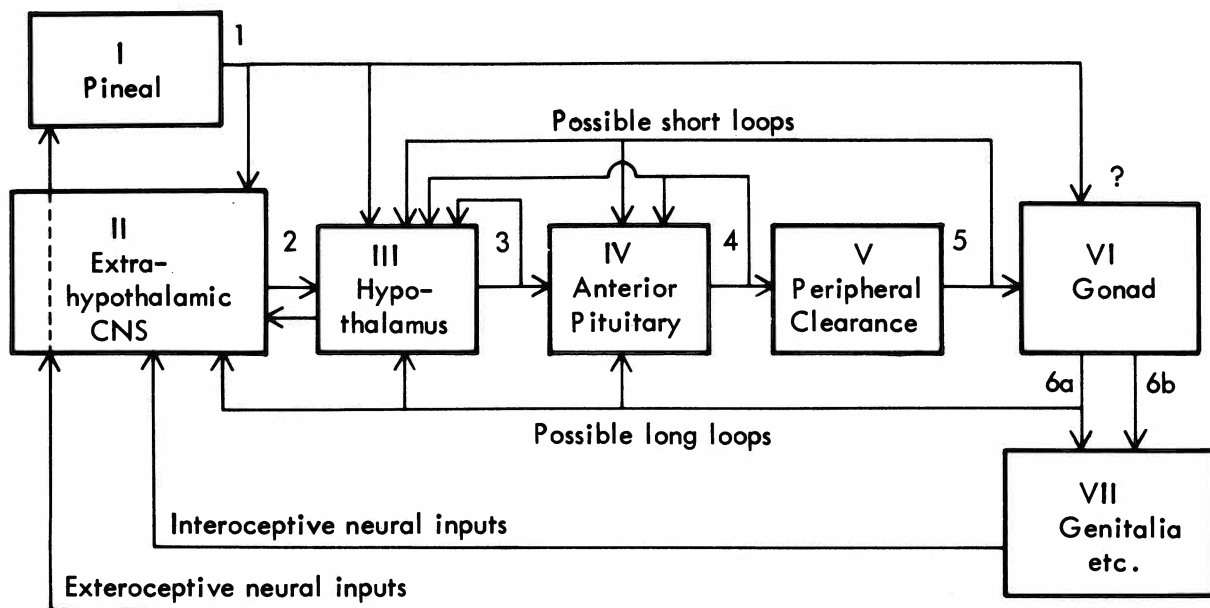 1
I
Pineal
Possible short loops
?
II
Extra-
hypothalamic
CNS
2
III
Hypo-
thalamus
3
IV
Anterior
Pituitary
4
V
Peripheral
Clearance
5
VI
Gonad
6a
6b
Possible long loops
VII
Genitalia
etc.
Interoceptive neural inputs
Exteroceptive neural inputs